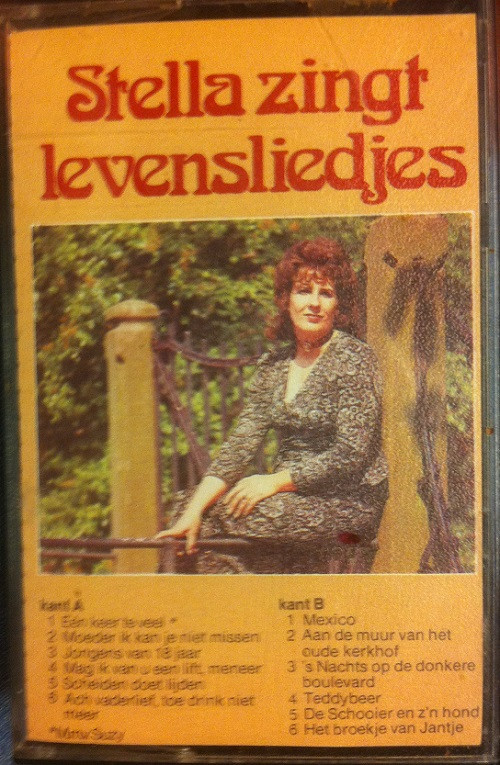 Stella zingt
levensliedjes
kant A
1 Eén keer te veel *
2 Moeder ik kan je niet missen
3 Jongens van 18 jaar
4 Mag ik van u een lift, meneer
5 Scheiden doet lijden
6 Ach vaderlief, toe drink niet
meer
*Mmv Suzy
kant B
1 Mexico
2 Aan de muur van het
oude kerkhof
3 's Nachts op de donkere
boulevard
4 Teddybeer
5 De Schooier en z'n hond
6 Het broekje van Jantje